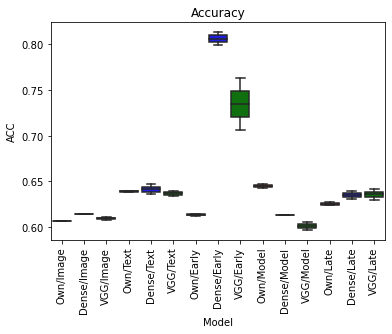 Accuracy
ACC
0.80
0.75
0.70
0.65
0.60
Own/Image
Dense/Image
VGG/Image
Own/Text
Dense/Text
VGG/Text
Own/Early
Dense/Early
VGG/Early
Own/Model
Dense/Model
VGG/Model
Own/Late
Dense/Late
VGG/Late
Model